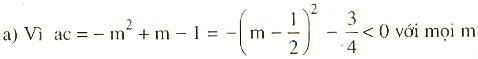 a) Vì ac = – m² + m – 1 = –(m – 1/2)² – 3/4 < 0 với mọi m